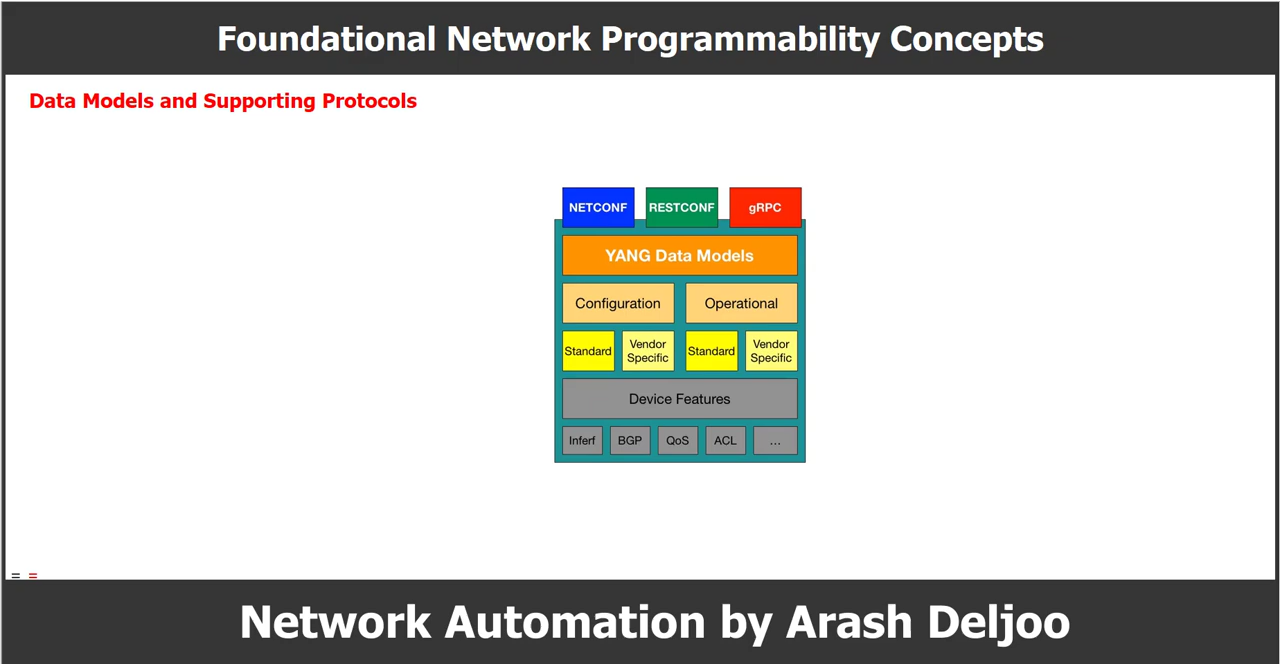 Foundational Network Programmability Concepts
Data Models and Supporting Protocols
NETCONF
RESTCONF
gRPC
YANG Data Models
Configuration
Operational
Standard
Vendor
Specific
Standard
Vendor
Specific
Device Features
Inferf
BGP
QoS
ACL
...
= =
Network Automation by Arash Deljoo